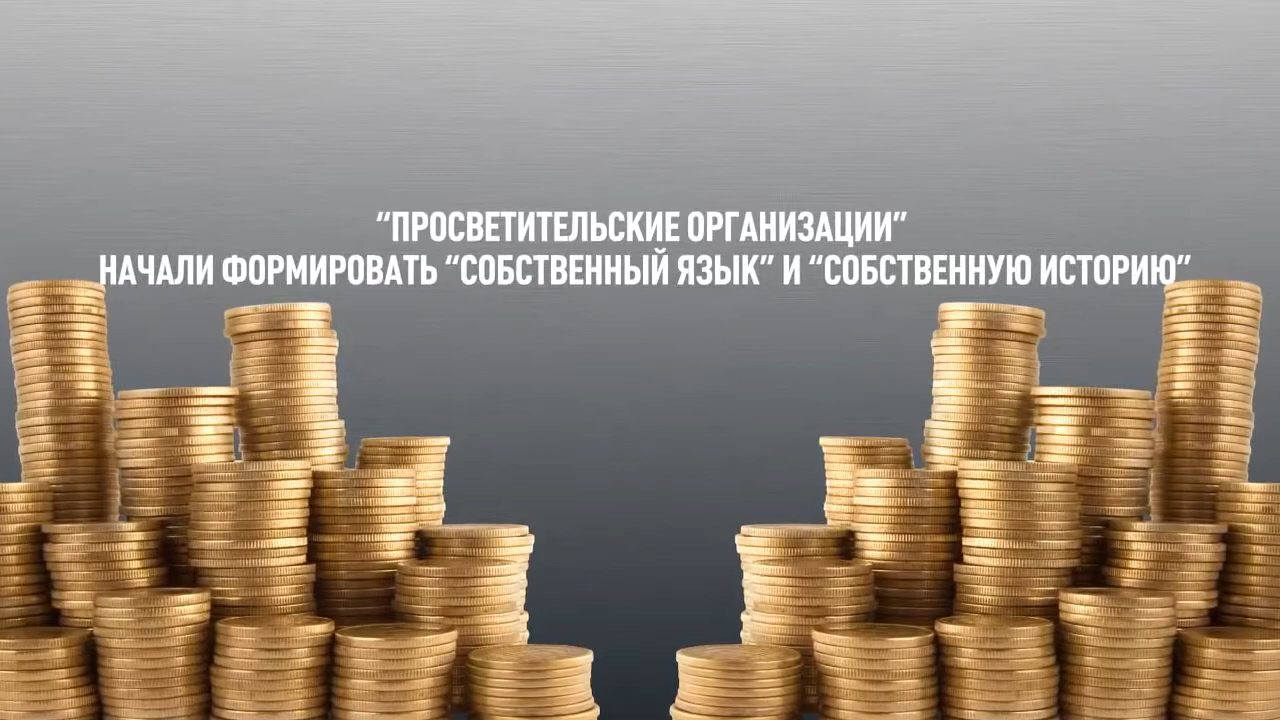 “ПРОСВЕТИТЕЛЬСКИЕ ОРГАНИЗАЦИИ”
НАЧАЛИ ФОРМИРОВАТЬ “СОБСТВЕННЫЙ ЯЗЫК” И “СОБСТВЕННУЮ ИСТОРИЮ”